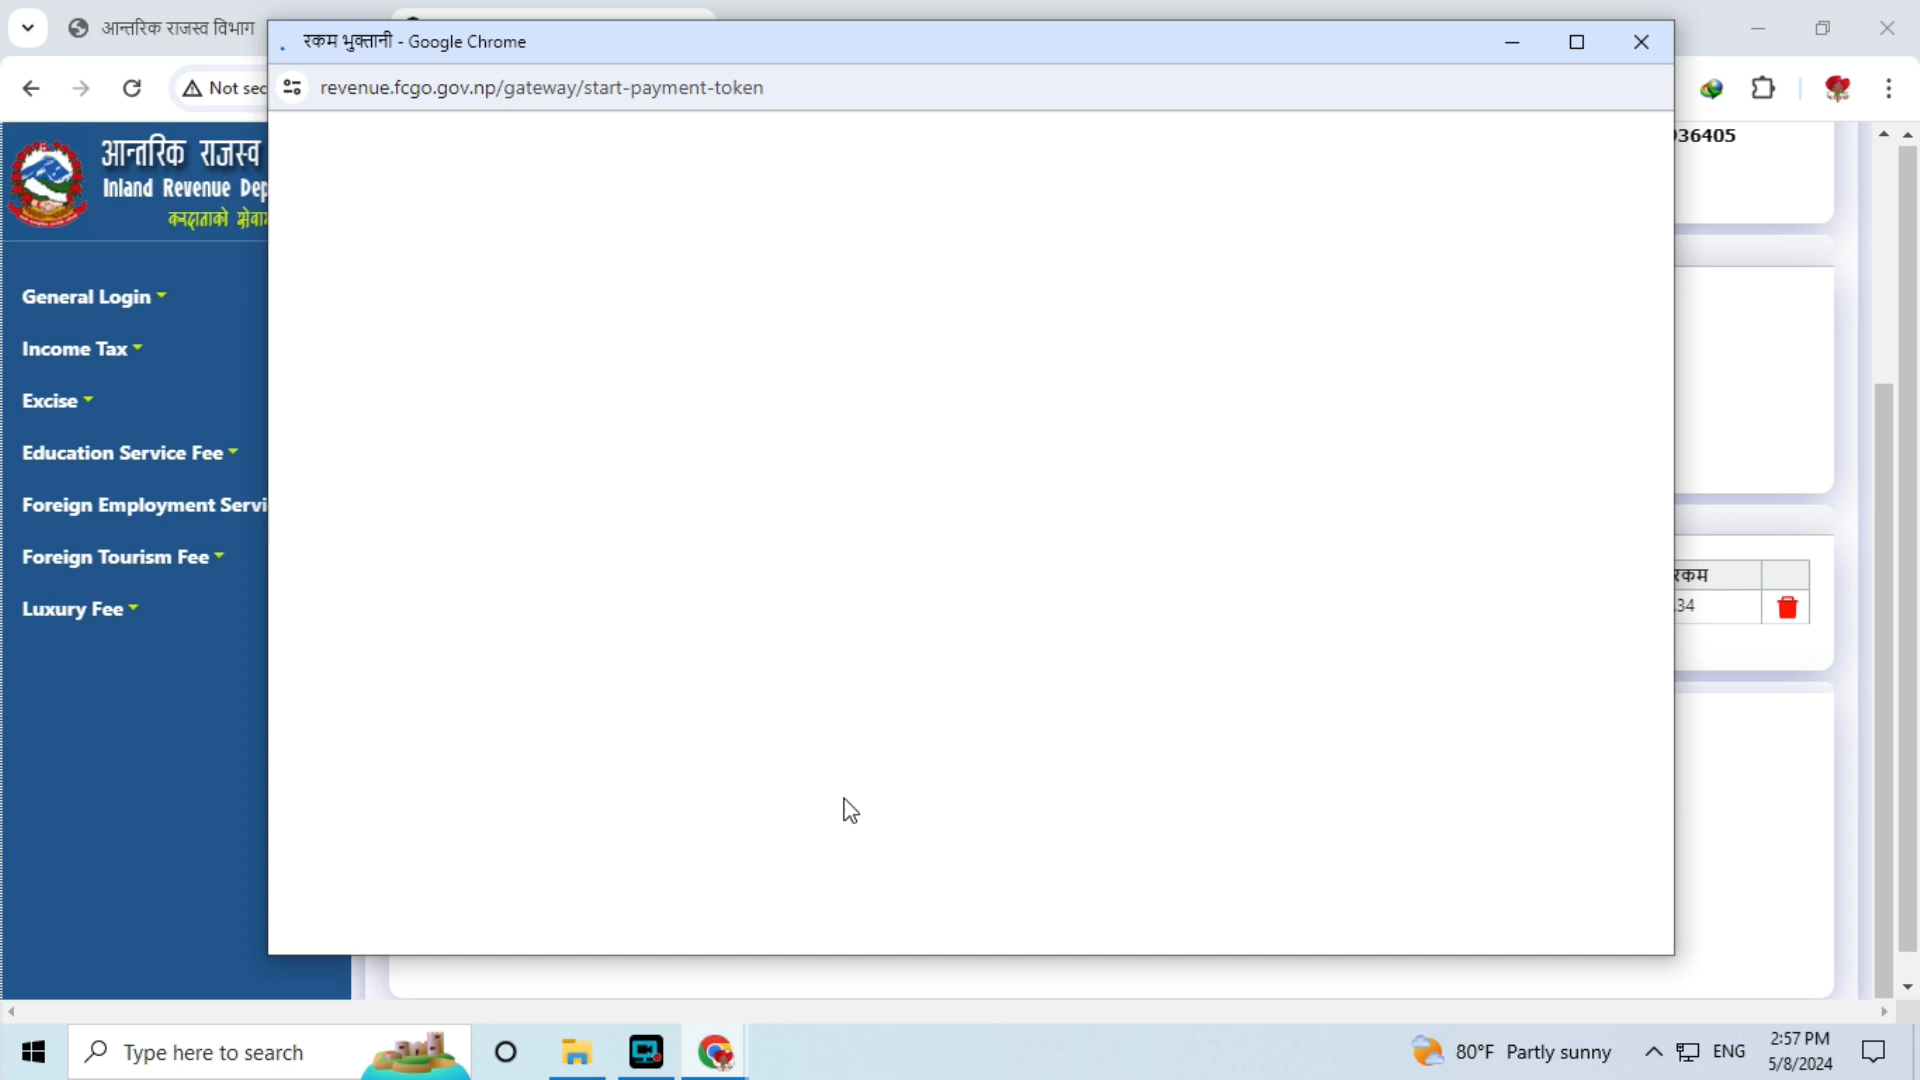 आन्तरिक राजस्व विभाग
रकम भुक्तानी - Google Chrome
Not sec
revenue.fcgo.gov.np/gateway/start-payment-token
आन्तरिक राजस्व
Inland Revenue Dep
करदाताको सेवाम
36405
General Login
Income Tax
Excise
Education Service Fee
Foreign Employment Servi
Foreign Tourism Fee
Luxury Fee
रकम
34
Type here to search
80°F Partly sunny
ENG
2:57 PM
5/8/2024